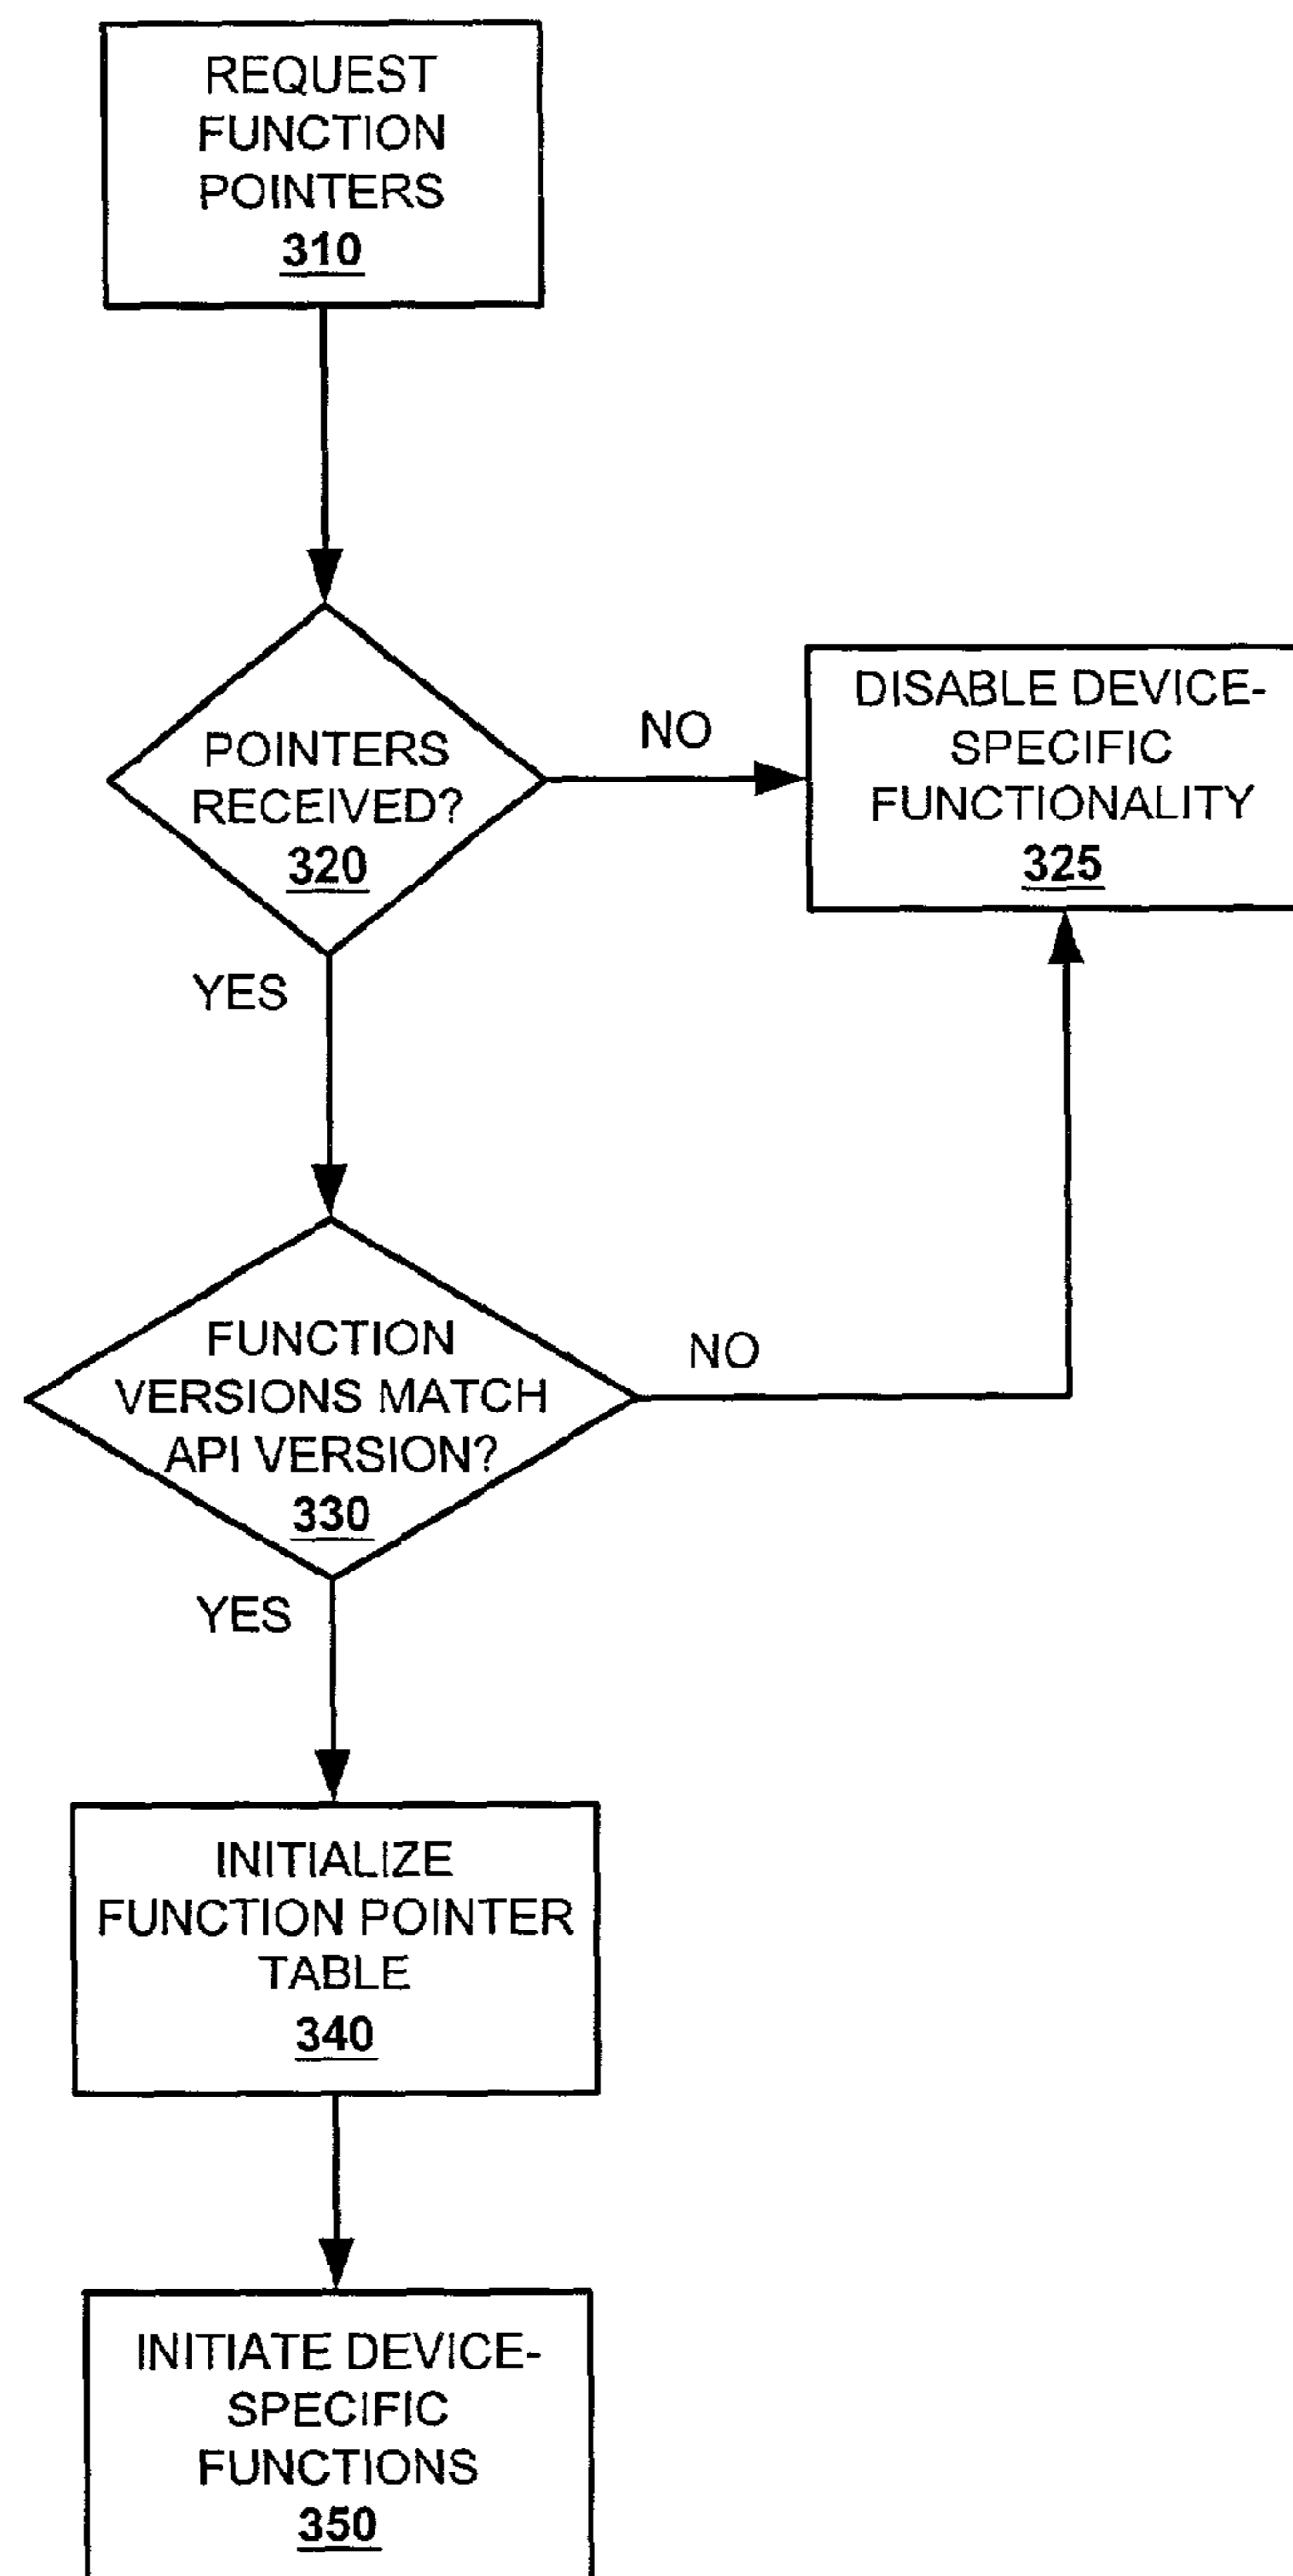 REQUEST
FUNCTION
POINTERS
310
POINTERS
RECEIVED?
320
NO
DISABLE DEVICE-
SPECIFIC
FUNCTIONALITY
325
YES
FUNCTION
VERSIONS MATCH
API VERSION?
330
NO
YES
INITIALIZE
FUNCTION POINTER
TABLE
340
INITIATE DEVICE-
SPECIFIC
FUNCTIONS
350